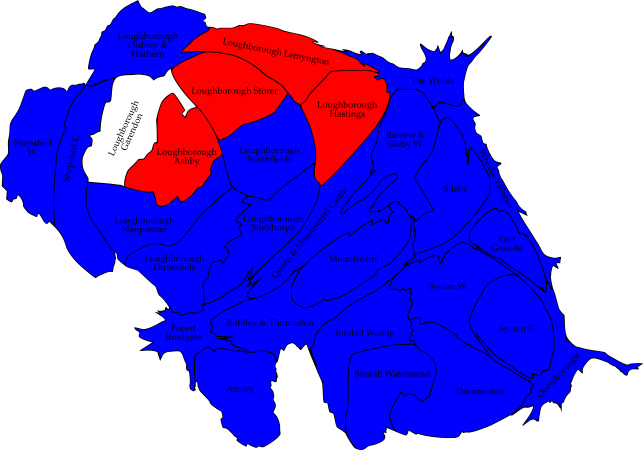 Loughborough
Dishley &
Hathern
Loughborough Lemyngton
The Wolds
Loughborough Storer
Loughborough
Hastings
Loughborough
Garendon
Barrow &
Sileby W.
Shepshed
W.
Shepshed E.
Loughborough
Ashby
Loughborough
Southfields
Sileby
Loughborough
Nanpantan
Loughborough
Shelthorpe
Quorn & Mountsorrel Castle
East
Goscote
Loughborough
Outwoods
Mountsorrel
Syston W.
Forest
Bradgate
Rothley & Thurcaston
Birstall Wanlip
Syston E.
Anstey
Birstall Watermead
Thurmaston
Queniborough